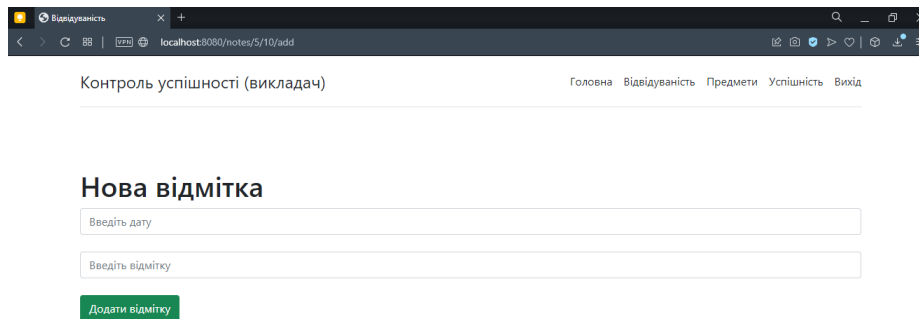 Відвідуваність
VPN localhost:8080/notes/5/10/add
Контроль успішності (викладач) Головна Відвідуваність Предмети Успішність Вихід
Нова відмітка
Введіть дату
Введіть відмітку
Додати відмітку